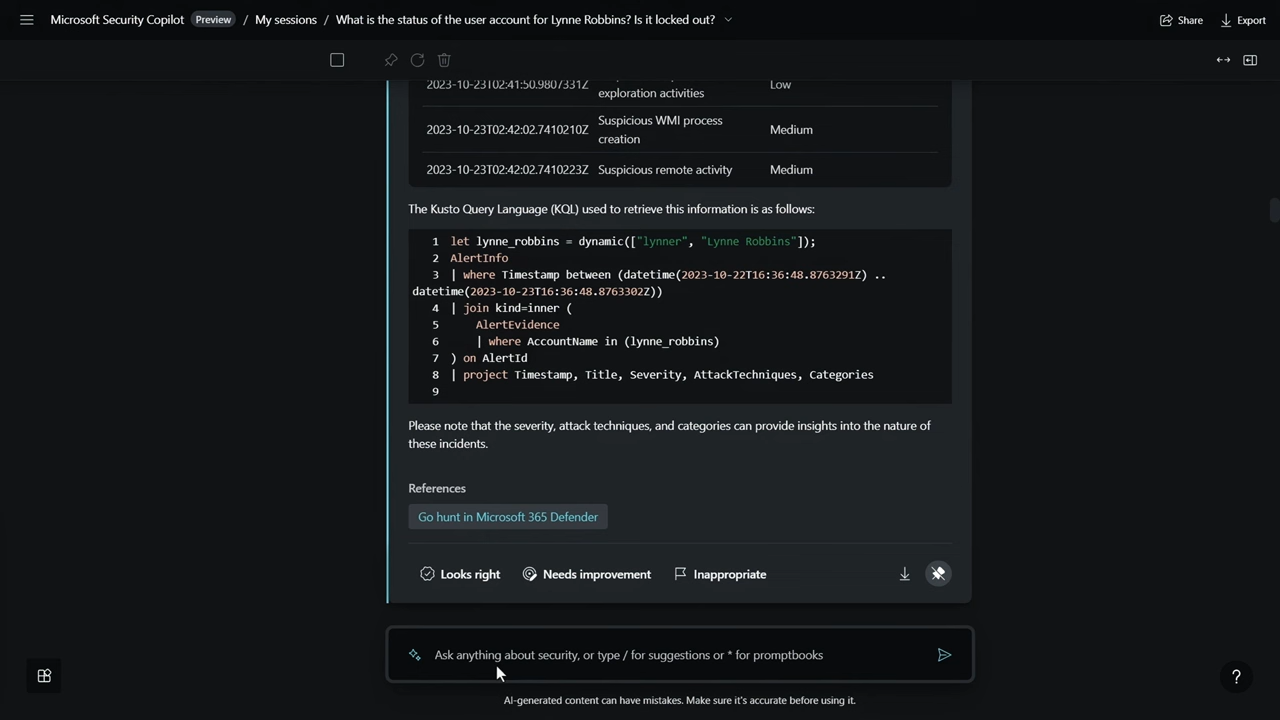 Microsoft Security Copilot Preview / My sessions / What is the status of the user account for Lynne Robbins? Is it locked out?
Share
Export
2023-10-23T02:41:50.9807331Z
exploration activities
Low
2023-10-23T02:42:02.7410210Z
Suspicious WMI process
creation
Medium
2023-10-23T02:42:02.7410223Z Suspicious remote activity Medium
The Kusto Query Language (KQL) used to retrieve this information is as follows:
1 let lynne_robbins = dynamic(["lynner", "Lynne Robbins"]);
2 AlertInfo
3 | where Timestamp between (datetime(2023-10-22T16:36:48.8763291Z) ..
datetime(2023-10-23T16:36:48.8763302Z))
4 | join kind=inner (
5 AlertEvidence
6 | where AccountName in (lynne_robbins)
7 ) on AlertId
8 | project Timestamp, Title, Severity, AttackTechniques, Categories
9
Please note that the severity, attack techniques, and categories can provide insights into the nature of
these incidents.
References
Go hunt in Microsoft 365 Defender
Looks right
Needs improvement
Inappropriate
Ask anything about security, or type / for suggestions or * for promptbooks
?
AI-generated content can have mistakes. Make sure it's accurate before using it.